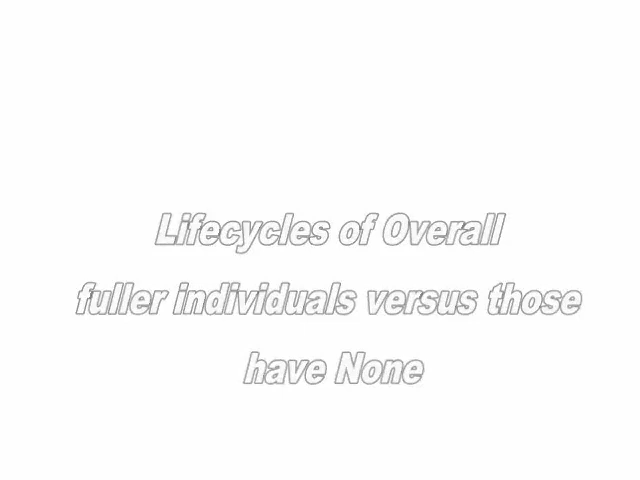 Lifecycles of Overall
fuller individuals versus those
have None